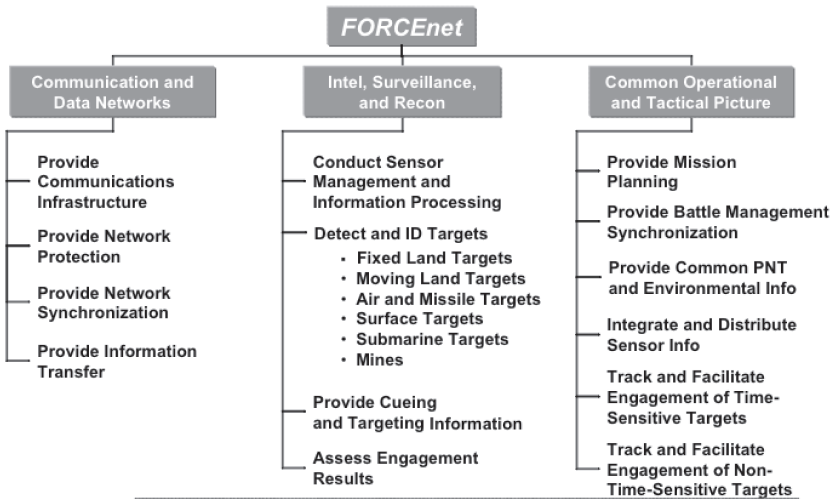 FORCEnet
Communication and
Data Networks
Provide
Communications
Infrastructure
Provide Network
Protection
Provide Network
Synchronization
Provide Information
Transfer
Intel, Surveillance,
and Recon
Conduct Sensor
Management and
Information Processing
Detect and ID Targets
• Fixed Land Targets
• Moving Land Targets
• Air and Missile Targets
• Surface Targets
• Submarine Targets
• Mines
Provide Cueing
and Targeting Information
Assess Engagement
Results
Common Operational
and Tactical Picture
Provide Mission
Planning
Provide Battle Management
Synchronization
Provide Common PNT
and Environmental Info
Integrate and Distribute
Sensor Info
Track and Facilitate
Engagement of Time-
Sensitive Targets
Track and Facilitate
Engagement of Non-
Time-Sensitive Targets